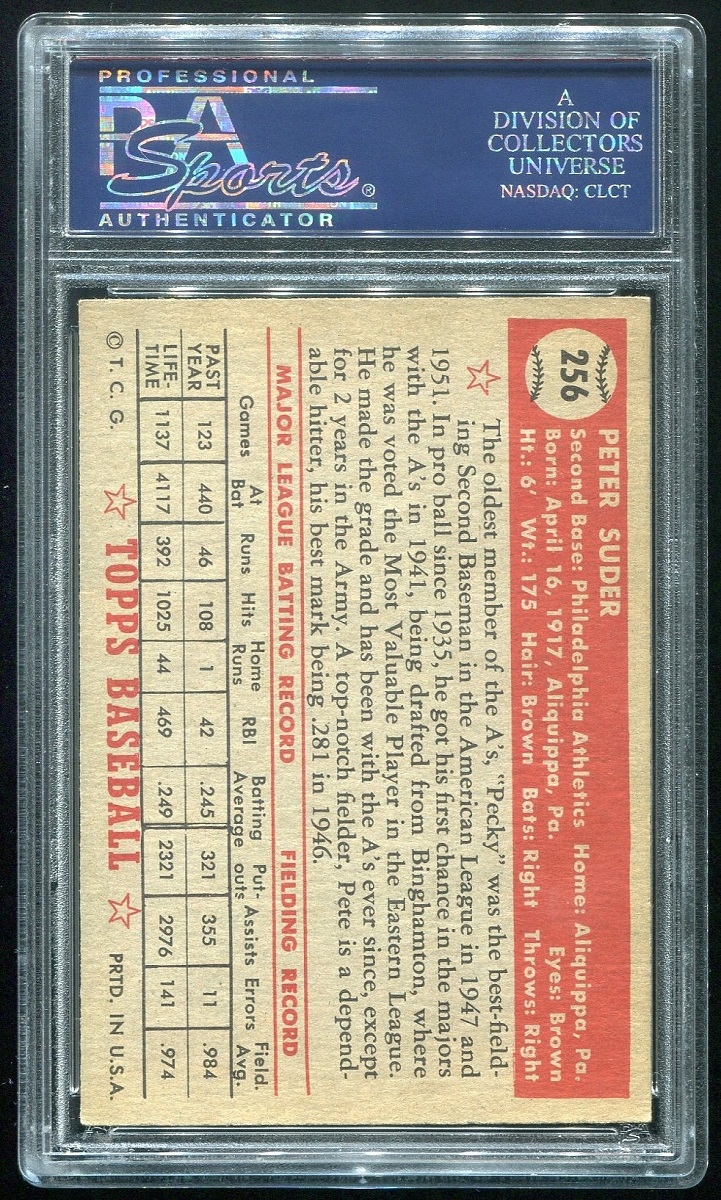 PROFESSIONAL
PSA
Sports®
AUTHENTICATOR
A
DIVISION OF
COLLECTORS
UNIVERSE
NASDAQ: CLCT
256
PETER SUDER
Second Base: Philadelphia Athletics Home: Aliquippa, Pa.
Born: April 16, 1917, Aliquippa, Pa. Eyes: Brown
Ht.: 6' Wt.: 175 Hair: Brown Bats: Right Throws: Right
The oldest member of the A's, "Pecky" was the best-field-
ing Second Baseman in the American League in 1947 and
1951. In pro ball since 1935, he got his first chance in the majors
with the A's in 1941, being drafted from Binghamton, where
he was voted the Most Valuable Player in the Eastern League.
He made the grade and has been with the A's ever since, except
for 2 years in the Army. A top-notch fielder, Pete is a depend-
able hitter, his best mark being .281 in 1946.
MAJOR LEAGUE BATTING RECORD FIELDING RECORD
Games At Bat Runs Hits Home Runs RBI Batting Average Put-outs Assists Errors Field. Avg.
PAST YEAR 123 440 46 108 1 42 .245 321 355 11 .984
LIFE-TIME 1137 4117 392 1025 44 469 .249 2321 2976 141 .974
© T. C. G. ☆ TOPPS BASEBALL ☆ PRTD. IN U.S.A.